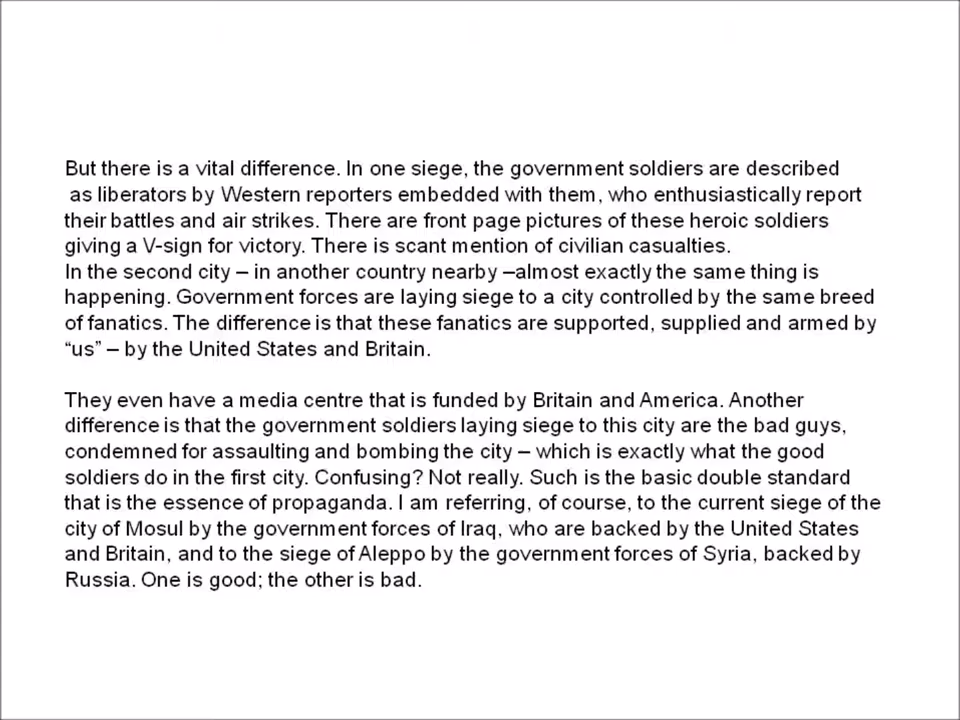 But there is a vital difference. In one siege, the government soldiers are described
as liberators by Western reporters embedded with them, who enthusiastically report
their battles and air strikes. There are front page pictures of these heroic soldiers
giving a V-sign for victory. There is scant mention of civilian casualties.
In the second city – in another country nearby –almost exactly the same thing is
happening. Government forces are laying siege to a city controlled by the same breed
of fanatics. The difference is that these fanatics are supported, supplied and armed by
“us” – by the United States and Britain.
They even have a media centre that is funded by Britain and America. Another
difference is that the government soldiers laying siege to this city are the bad guys,
condemned for assaulting and bombing the city – which is exactly what the good
soldiers do in the first city. Confusing? Not really. Such is the basic double standard
that is the essence of propaganda. I am referring, of course, to the current siege of the
city of Mosul by the government forces of Iraq, who are backed by the United States
and Britain, and to the siege of Aleppo by the government forces of Syria, backed by
Russia. One is good; the other is bad.